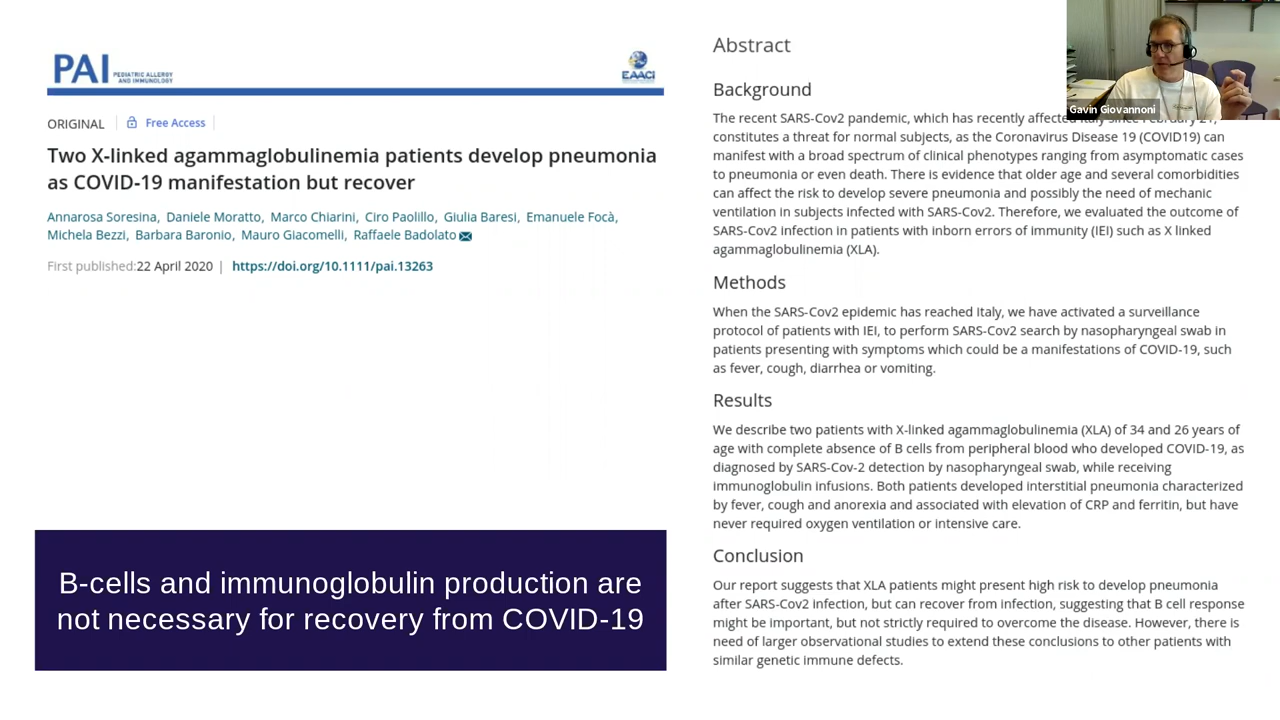 PAI PEDIATRIC ALLERGY
AND IMMUNOLOGY
EAACI
ORIGINAL Free Access
Two X-linked agammaglobulinemia patients develop pneumonia
as COVID-19 manifestation but recover
Annarosa Soresina, Daniele Moratto, Marco Chiarini, Ciro Paolillo, Giulia Baresi, Emanuele Focà,
Michela Bezzi, Barbara Baronio, Mauro Giacomelli, Raffaele Badolato
First published:22 April 2020 | https://doi.org/10.1111/pai.13263
B-cells and immunoglobulin production are
not necessary for recovery from COVID-19
Abstract
Background
The recent SARS-Cov2 pandemic, which has recently affected Italy since February 21,
constitutes a threat for normal subjects, as the Coronavirus Disease 19 (COVID19) can
manifest with a broad spectrum of clinical phenotypes ranging from asymptomatic cases
to pneumonia or even death. There is evidence that older age and several comorbidities
can affect the risk to develop severe pneumonia and possibly the need of mechanic
ventilation in subjects infected with SARS-Cov2. Therefore, we evaluated the outcome of
SARS-Cov2 infection in patients with inborn errors of immunity (IEI) such as X linked
agammaglobulinemia (XLA).
Methods
When the SARS-Cov2 epidemic has reached Italy, we have activated a surveillance
protocol of patients with IEI, to perform SARS-Cov2 search by nasopharyngeal swab in
patients presenting with symptoms which could be a manifestations of COVID-19, such
as fever, cough, diarrhea or vomiting.
Results
We describe two patients with X-linked agammaglobulinemia (XLA) of 34 and 26 years of
age with complete absence of B cells from peripheral blood who developed COVID-19, as
diagnosed by SARS-Cov-2 detection by nasopharyngeal swab, while receiving
immunoglobulin infusions. Both patients developed interstitial pneumonia characterized
by fever, cough and anorexia and associated with elevation of CRP and ferritin, but have
never required oxygen ventilation or intensive care.
Conclusion
Our report suggests that XLA patients might present high risk to develop pneumonia
after SARS-Cov2 infection, but can recover from infection, suggesting that B cell response
might be important, but not strictly required to overcome the disease. However, there is
need of larger observational studies to extend these conclusions to other patients with
similar genetic immune defects.
Gavin Giovannoni